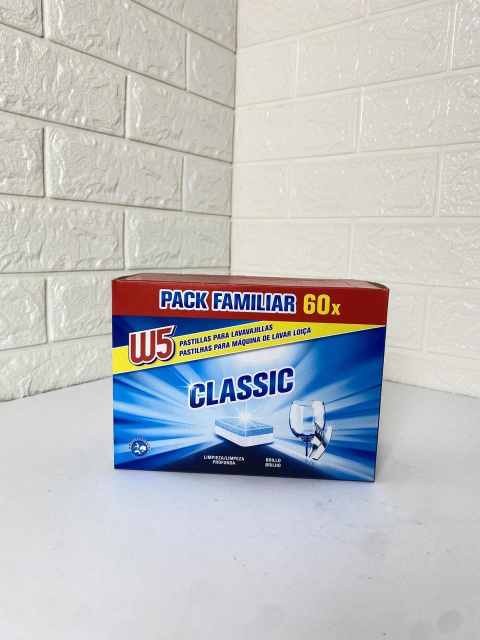 PACK FAMILIAR 60x
W5
PASTILLAS PARA LAVAVAJILLAS
PASTILHAS PARA MÁQUINA DE LAVAR LOIÇA
CLASSIC
LIMPIEZA/LIMPEZA
PROFUNDA
BRILLO
BRILHO